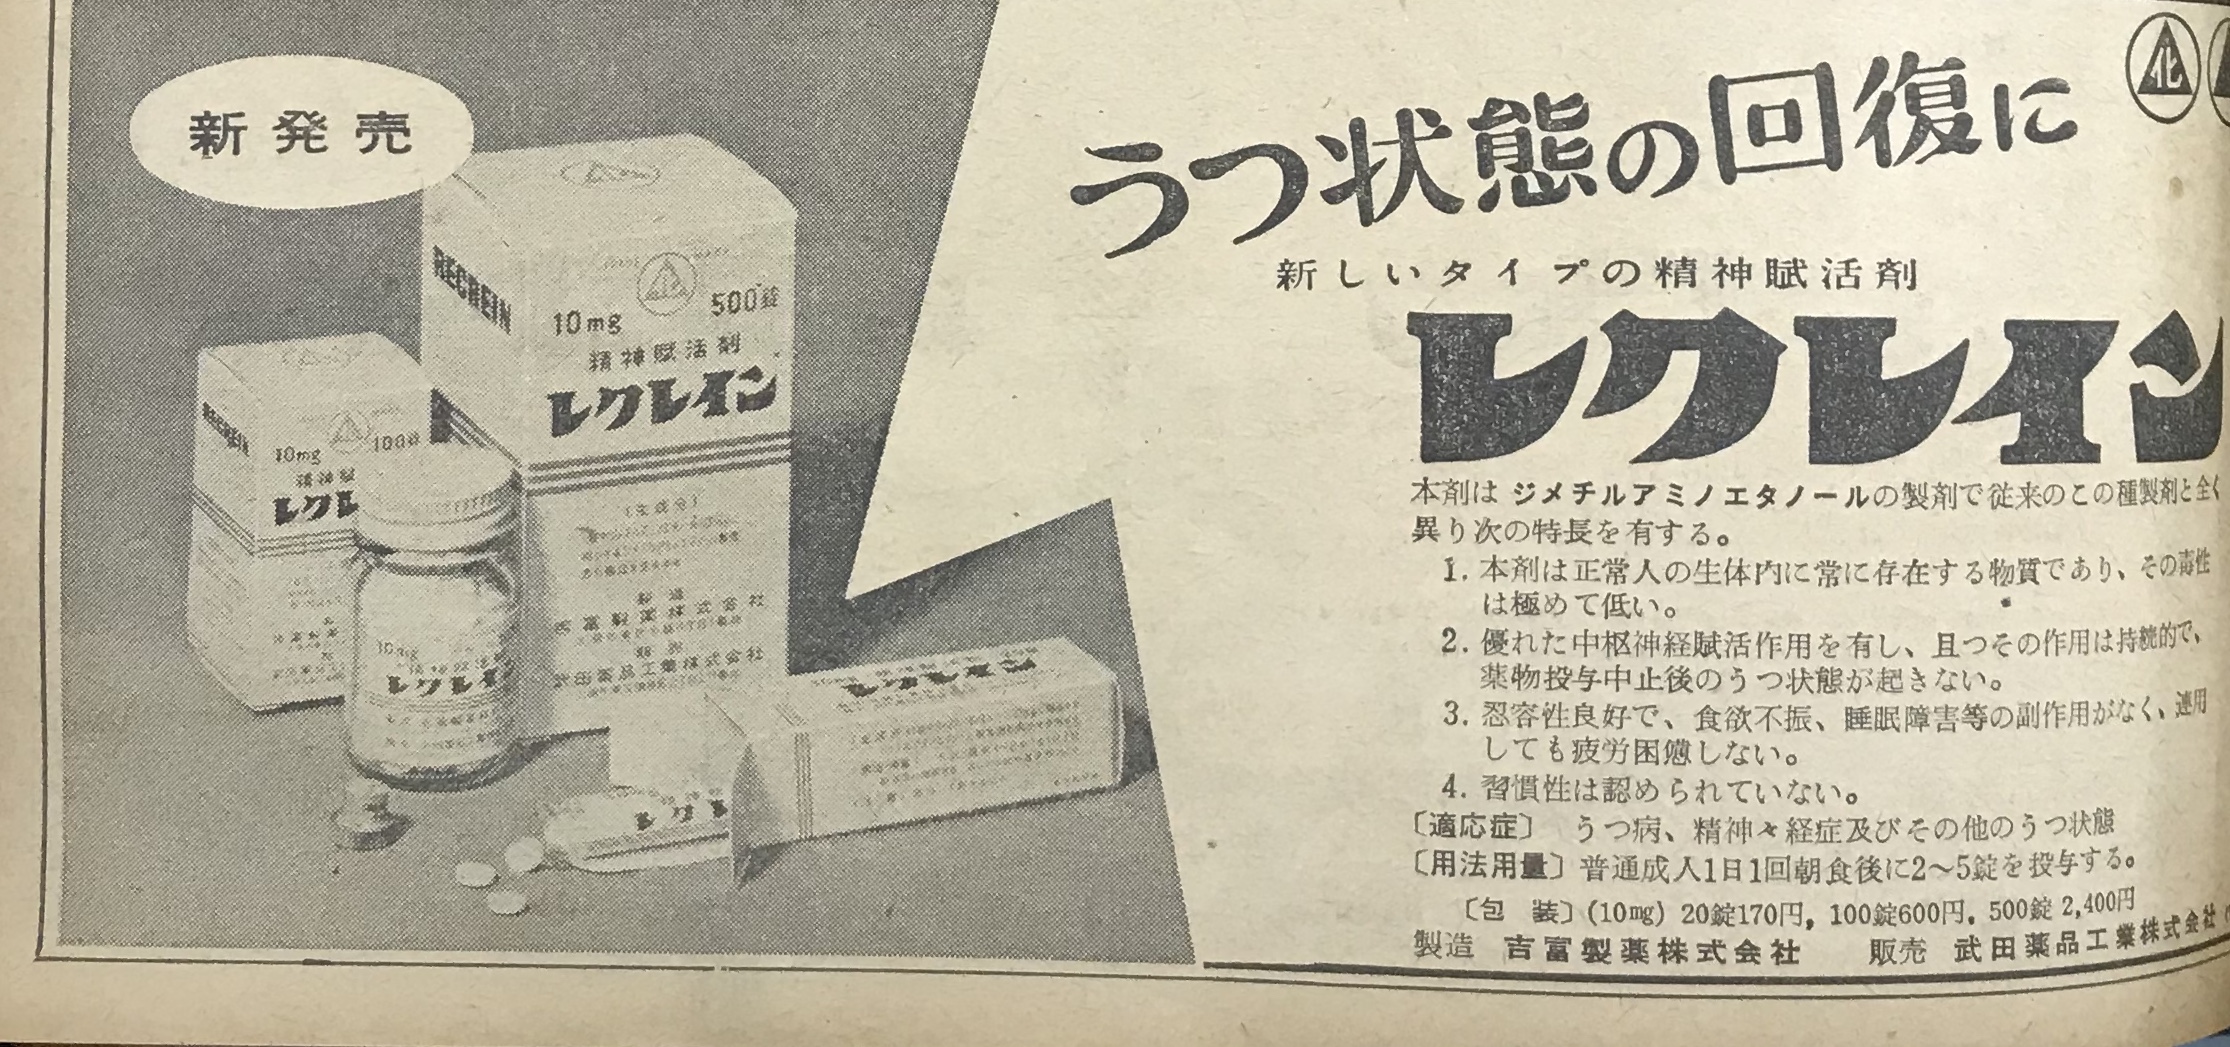 新発売
うつ状態の回復に
新しいタイプの精神賦活剤
レクレイン
本剤は ジメチルアミノエタノールの製剤で従来のこの種製剤と全く
異り次の特長を有する。
1. 本剤は正常人の生体内に常に存在する物質であり、その毒性
は極めて低い。
2. 優れた中枢神経賦活作用を有し、且つその作用は持続的で、
薬物投与中止後のうつ状態が起きない。
3. 忍容性良好で、食欲不振、睡眠障害等の副作用がなく、連用
しても疲労困憊しない。
4. 習慣性は認められていない。
〔適応症〕 うつ病、精神々経症及びその他のうつ状態
〔用法用量〕普通成人1日1回朝食後に2〜5錠を投与する。
〔包 装〕(10mg) 20錠170円, 100錠600円, 500錠 2,400円
製造 吉富製薬株式会社 販売 武田薬品工業株式会社
RECREIN
10mg 500錠
精神賦活剤
レクレイン
吉富製薬株式会社
武田薬品工業株式会社
RECREIN
10mg 100錠
レクレ
10mg
レクレイン
レクレイン